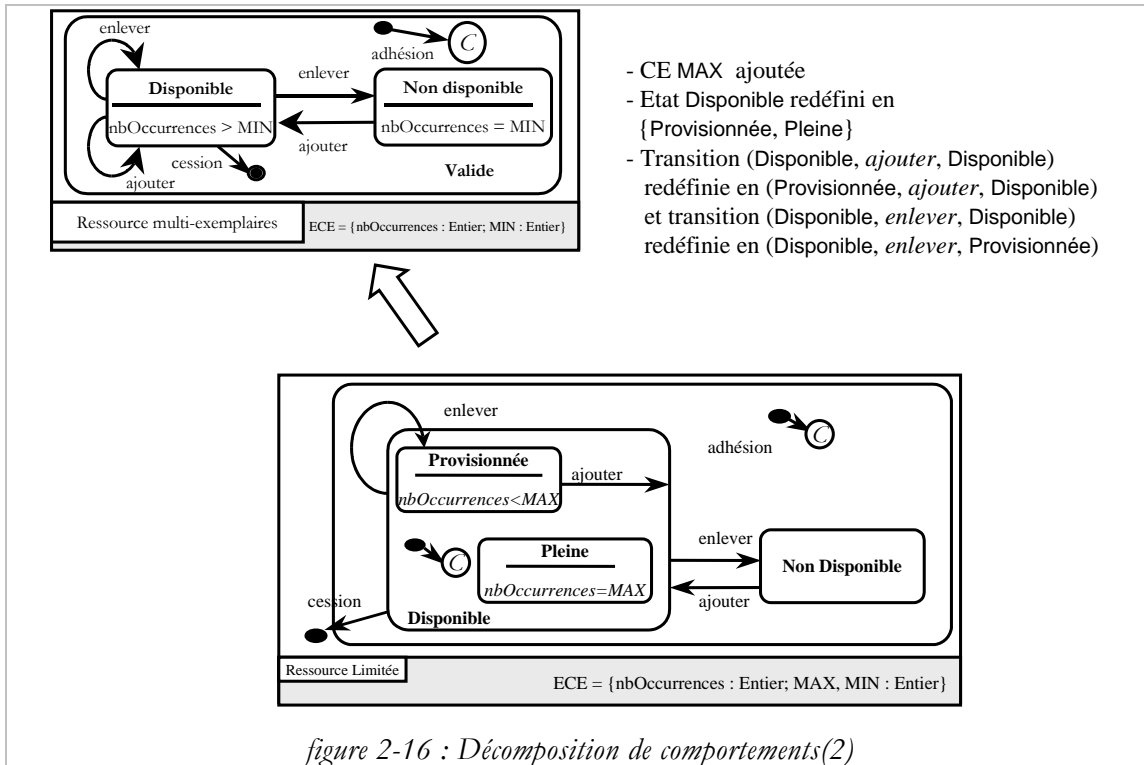 enlever
adhésion
C
Disponible
nbOccurrences > MIN
enlever
ajouter
Non disponible
nbOccurrences = MIN
cession
ajouter
Valide
Ressource multi-exemplaires
ECE = {nbOccurrences : Entier; MIN : Entier}
- CE MAX ajoutée
- Etat Disponible redéfini en
{Provisionnée, Pleine}
- Transition (Disponible, ajouter, Disponible)
redéfinie en (Provisionnée, ajouter, Disponible)
et transition (Disponible, enlever, Disponible)
redéfinie en (Disponible, enlever, Provisionnée)
enlever
adhésion
C
Provisionnée
nbOccurrences<MAX
ajouter
C
Pleine
nbOccurrences=MAX
enlever
ajouter
Non Disponible
cession
Disponible
Ressource Limitée
ECE = {nbOccurrences : Entier; MAX, MIN : Entier}
figure 2-16 : Décomposition de comportements(2)